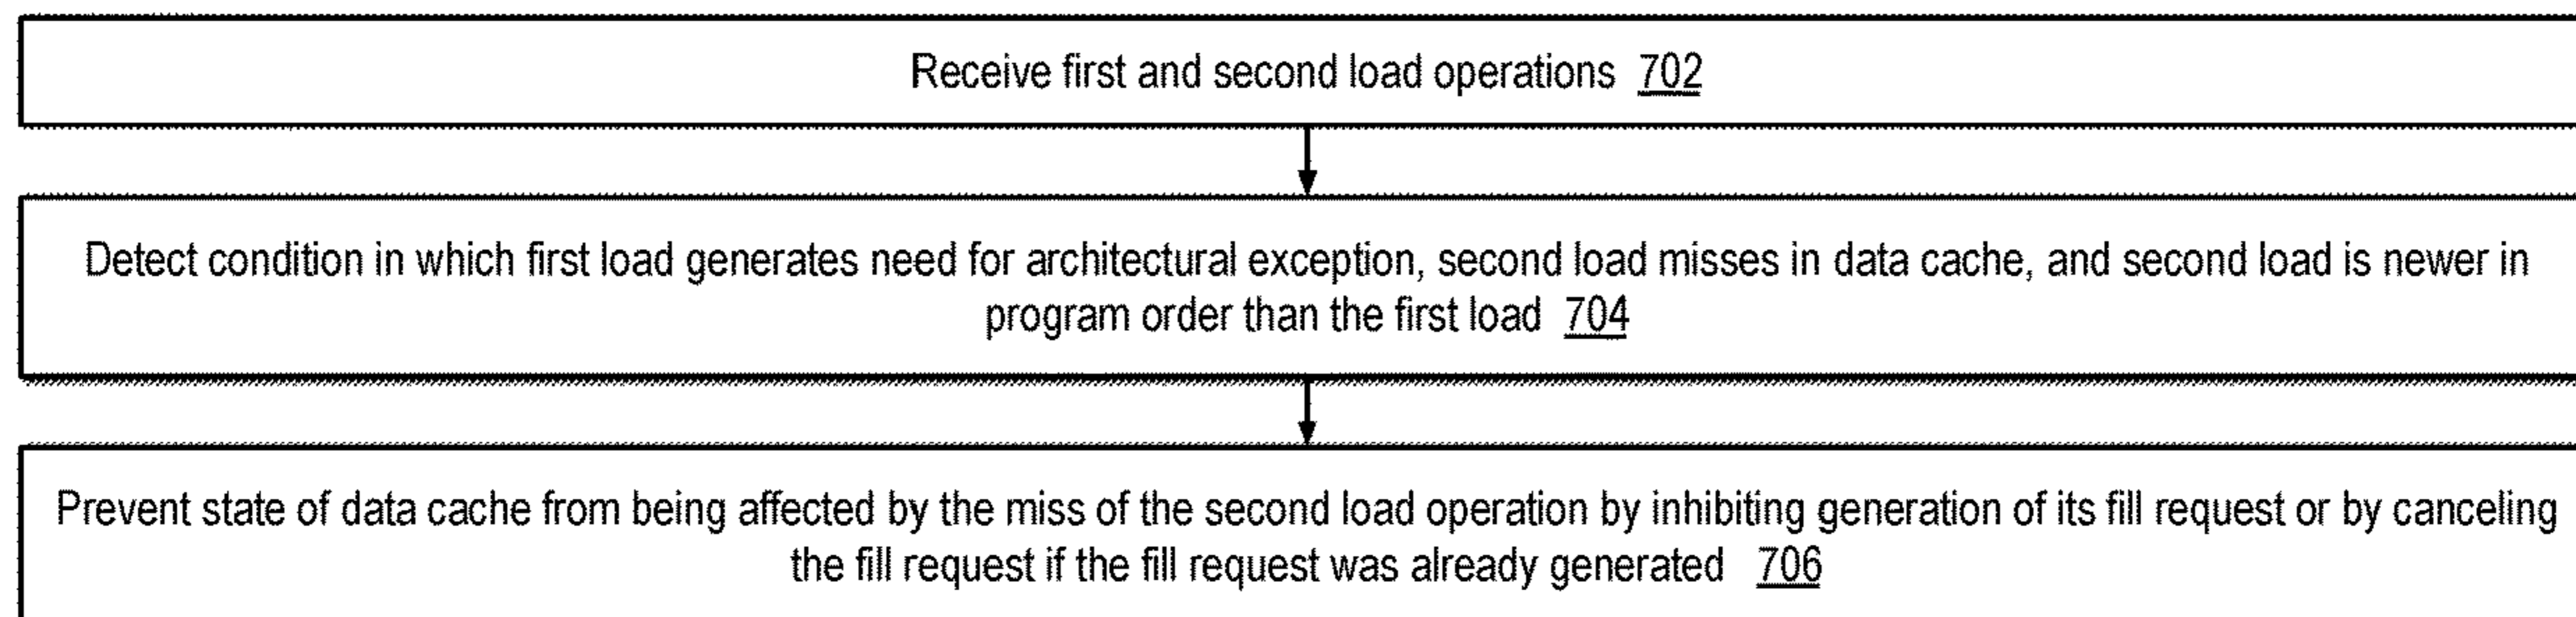 Receive first and second load operations 702
Detect condition in which first load generates need for architectural exception, second load misses in data cache, and second load is newer in
program order than the first load 704
Prevent state of data cache from being affected by the miss of the second load operation by inhibiting generation of its fill request or by canceling
the fill request if the fill request was already generated 706